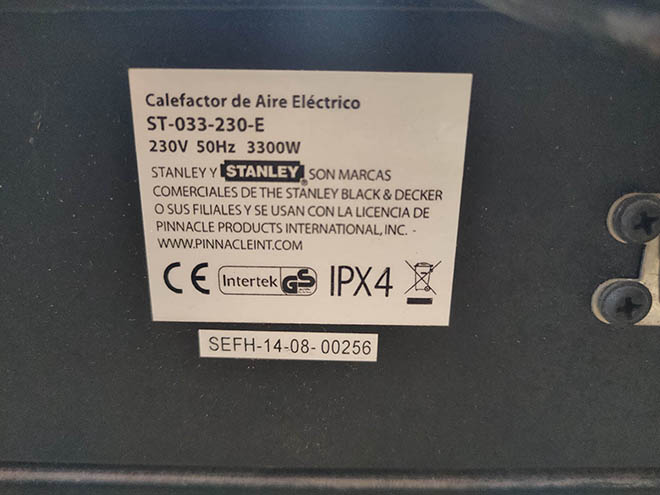 Calefactor de Aire Eléctrico
ST-033-230-E
230V 50Hz 3300W
STANLEY Y STANLEY® SON MARCAS
COMERCIALES DE THE STANLEY BLACK & DECKER
O SUS FILIALES Y SE USAN CON LA LICENCIA DE
PINNACLE PRODUCTS INTERNATIONAL, INC. -
WWW.PINNACLEINT.COM
CE Intertek GS IPX4
SEFH-14-08- 00256